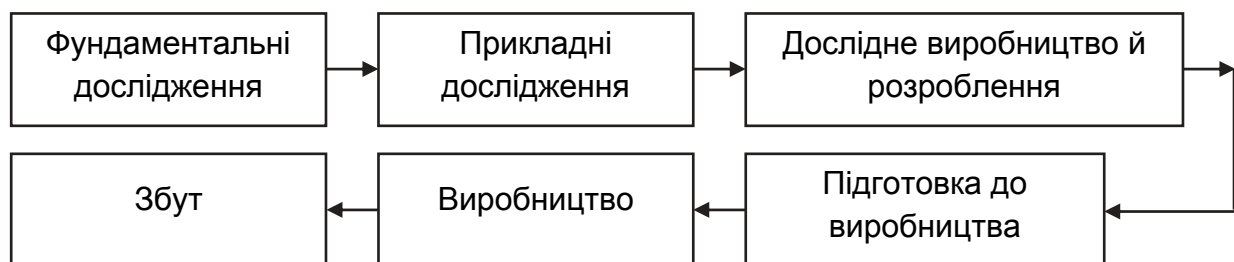 Фундаментальні
дослідження
Прикладні
дослідження
Дослідне виробництво й
розроблення
Збут
Виробництво
Підготовка до
виробництва